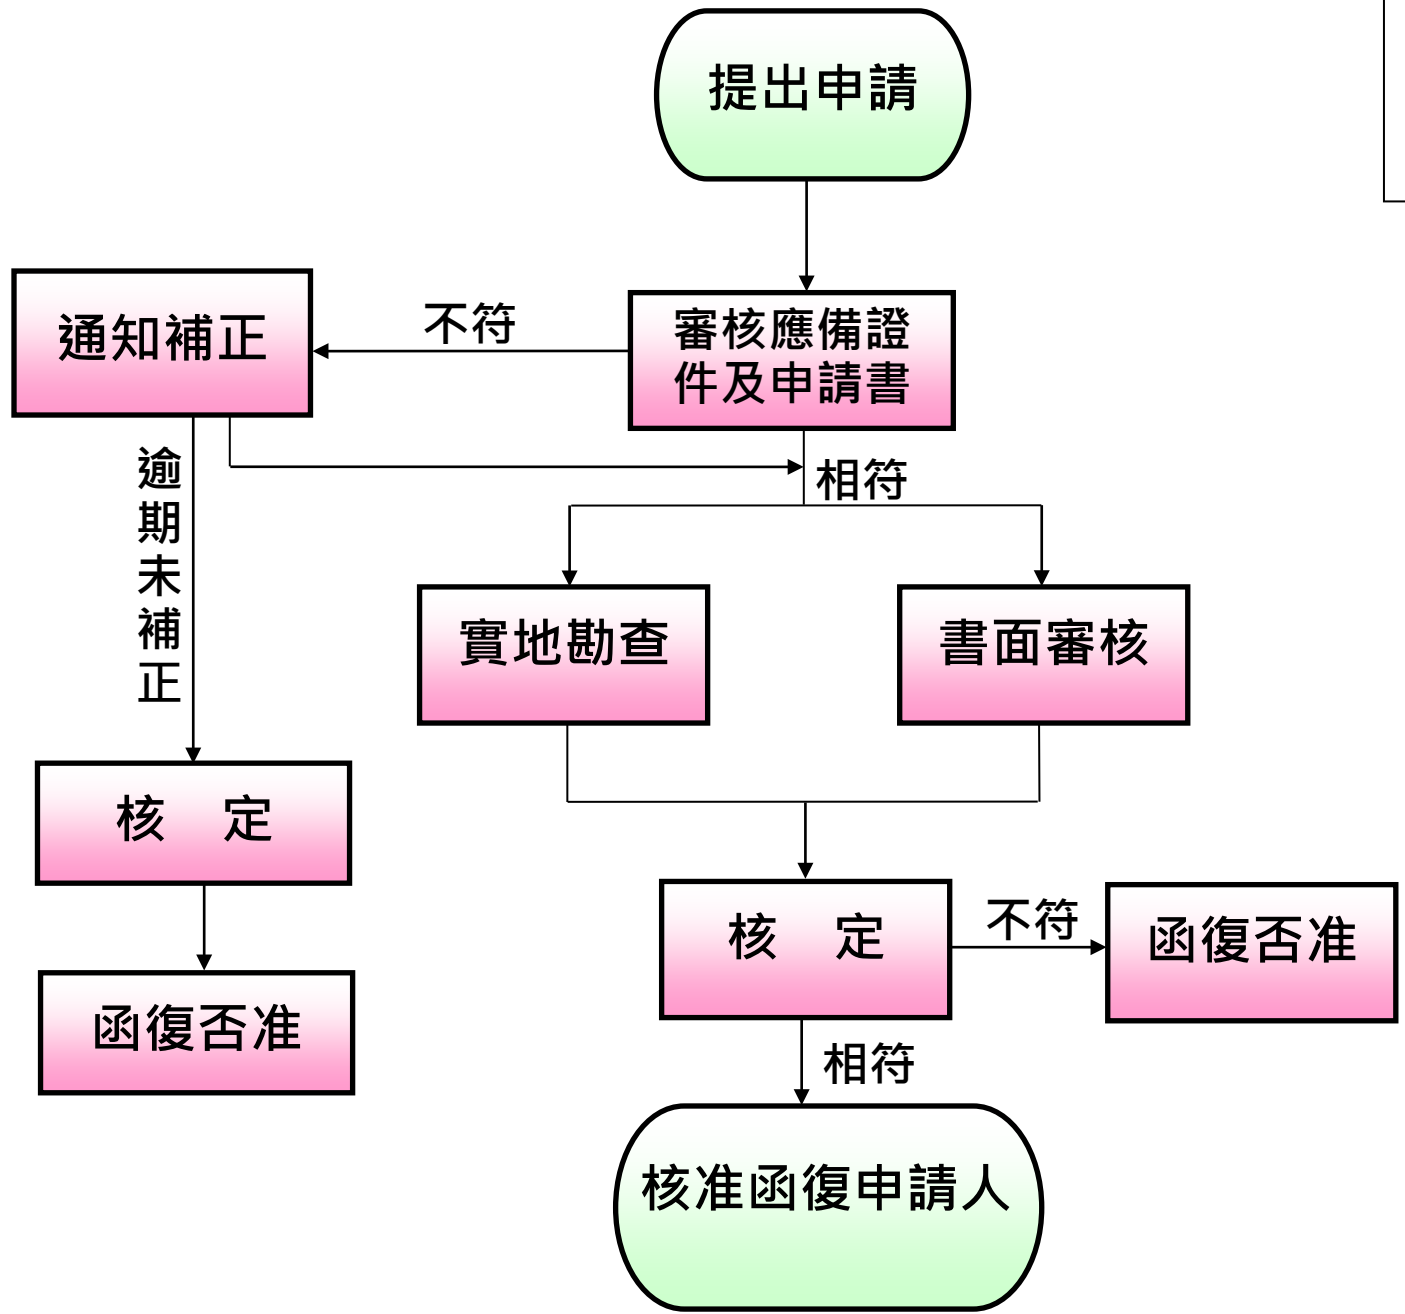 提出申請
通知補正
不符
審核應備證
件及申請書
逾
期
未
補
正
相符
實地勘查
書面審核
核 定
核 定
不符
函復否准
函復否准
相符
核准函復申請人